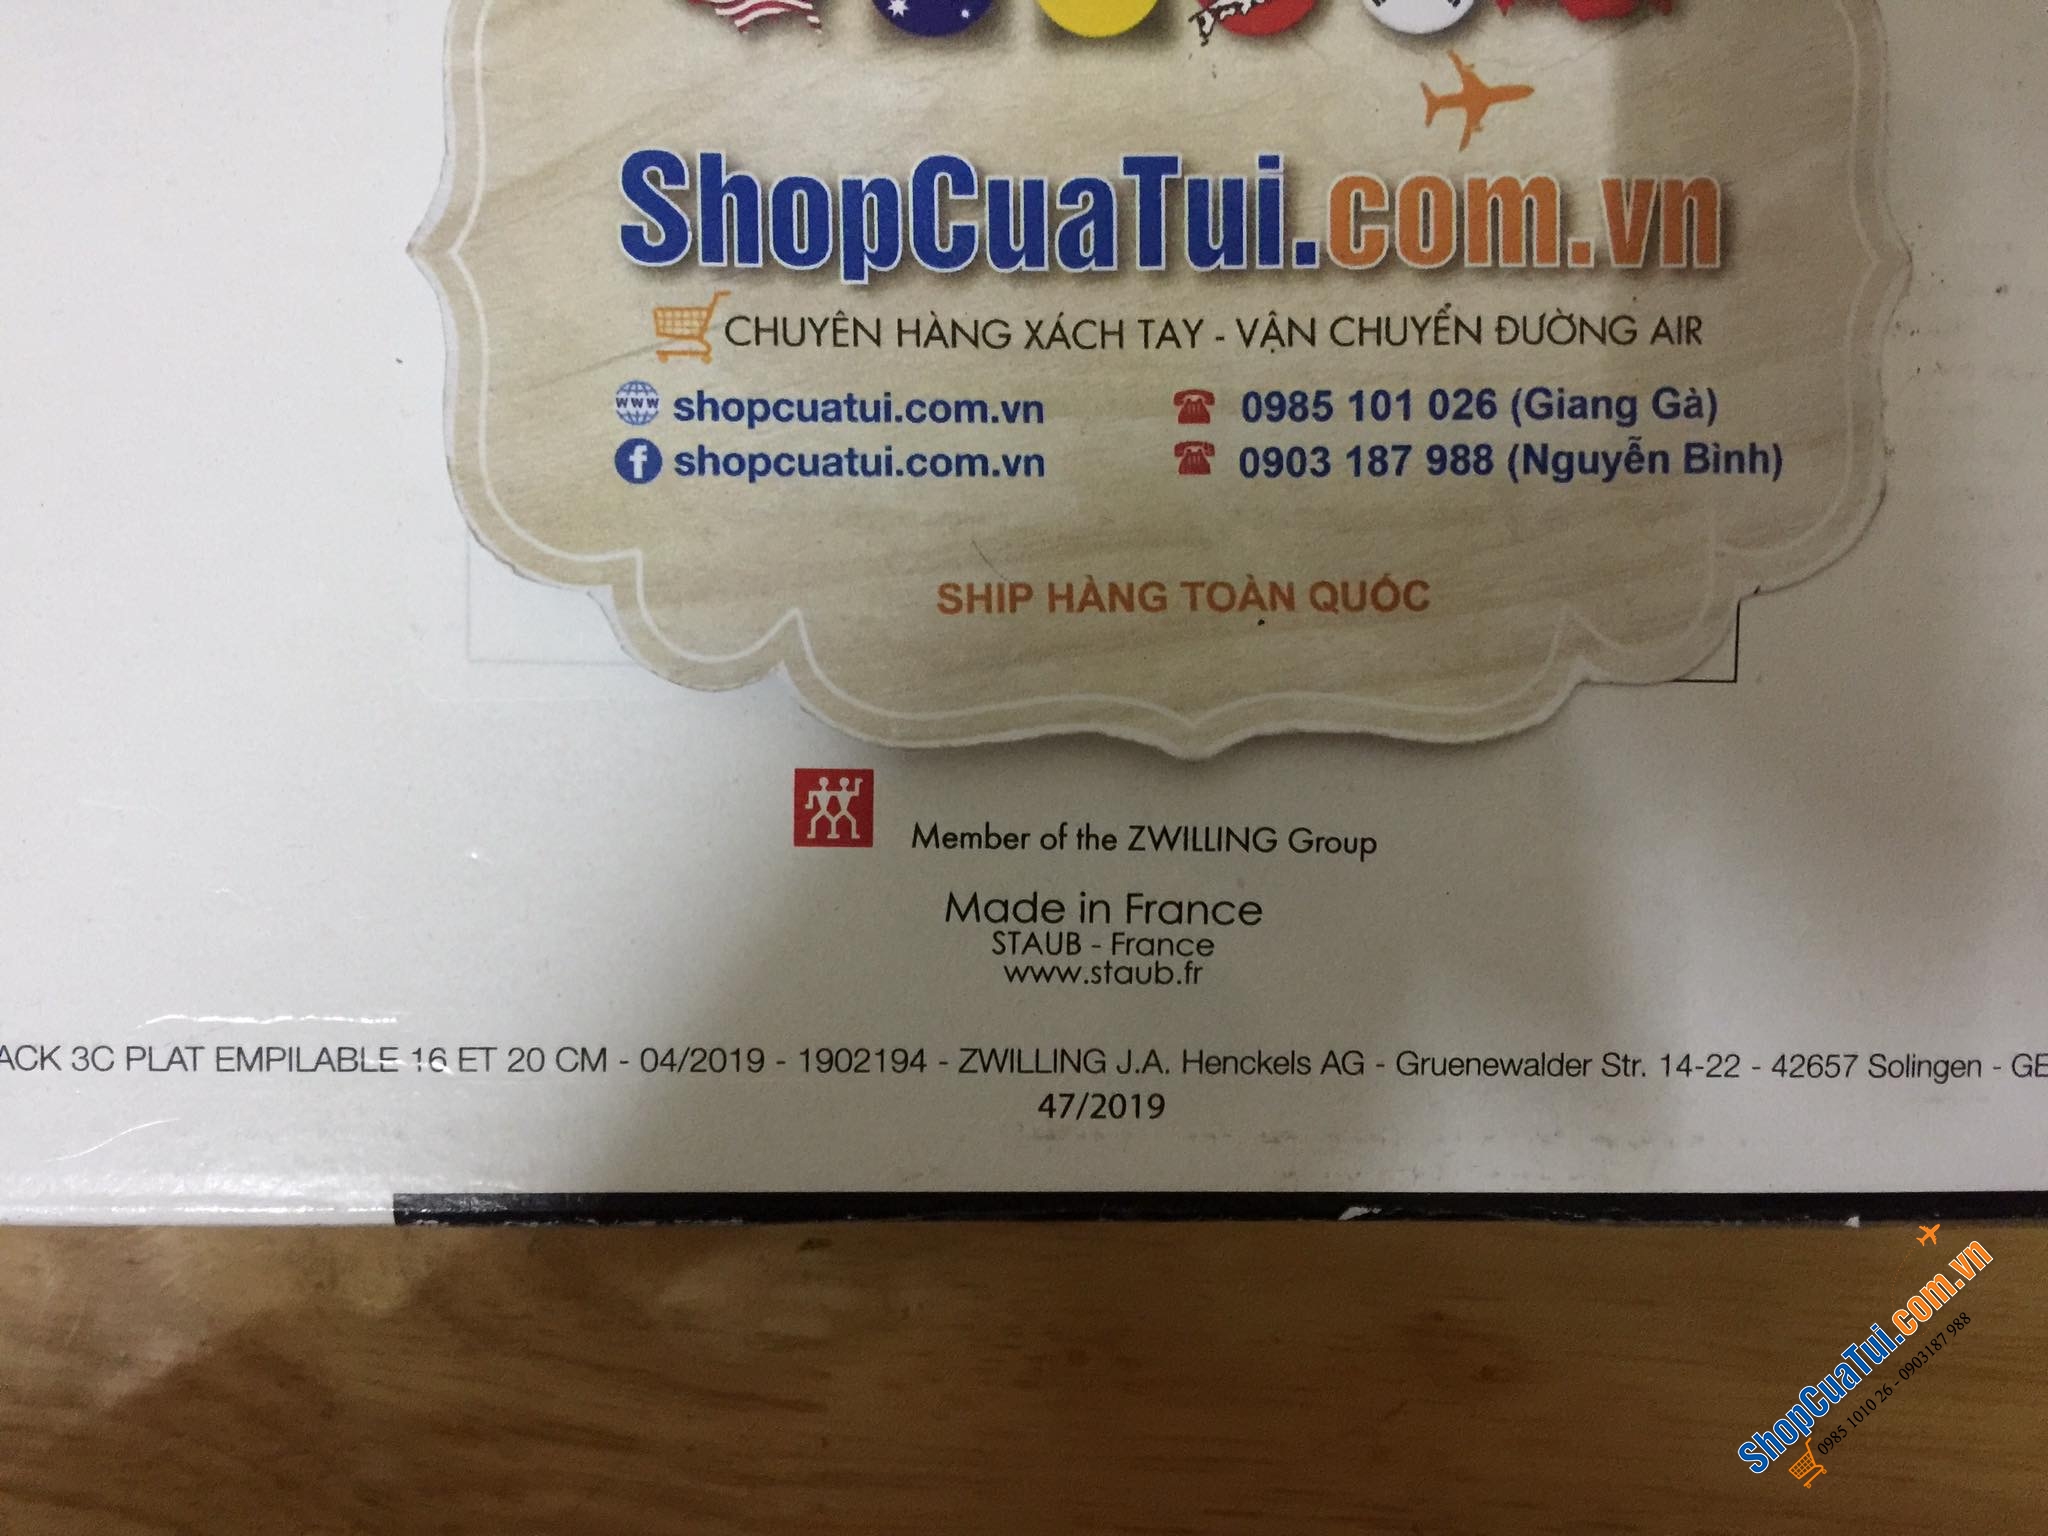 ShopCuaTui.com.vn
CHUYÊN HÀNG XÁCH TAY - VẬN CHUYỂN ĐƯỜNG AIR
www shopcuatui.com.vn
0985 101 026 (Giang Gà)
f shopcuatui.com.vn
0903 187 988 (Nguyễn Bình)
SHIP HÀNG TOÀN QUỐC
Member of the ZWILLING Group
Made in France
STAUB - France
www.staub.fr
ACK 3C PLAT EMPILABLE 16 ET 20 CM - 04/2019 - 1902194 - ZWILLING J.A. Henckels AG - Gruenewalder Str. 14-22 - 42657 Solingen - GE
47/2019
ShopCuaTui.com.vn
0985 1010 26 - 0903187 988